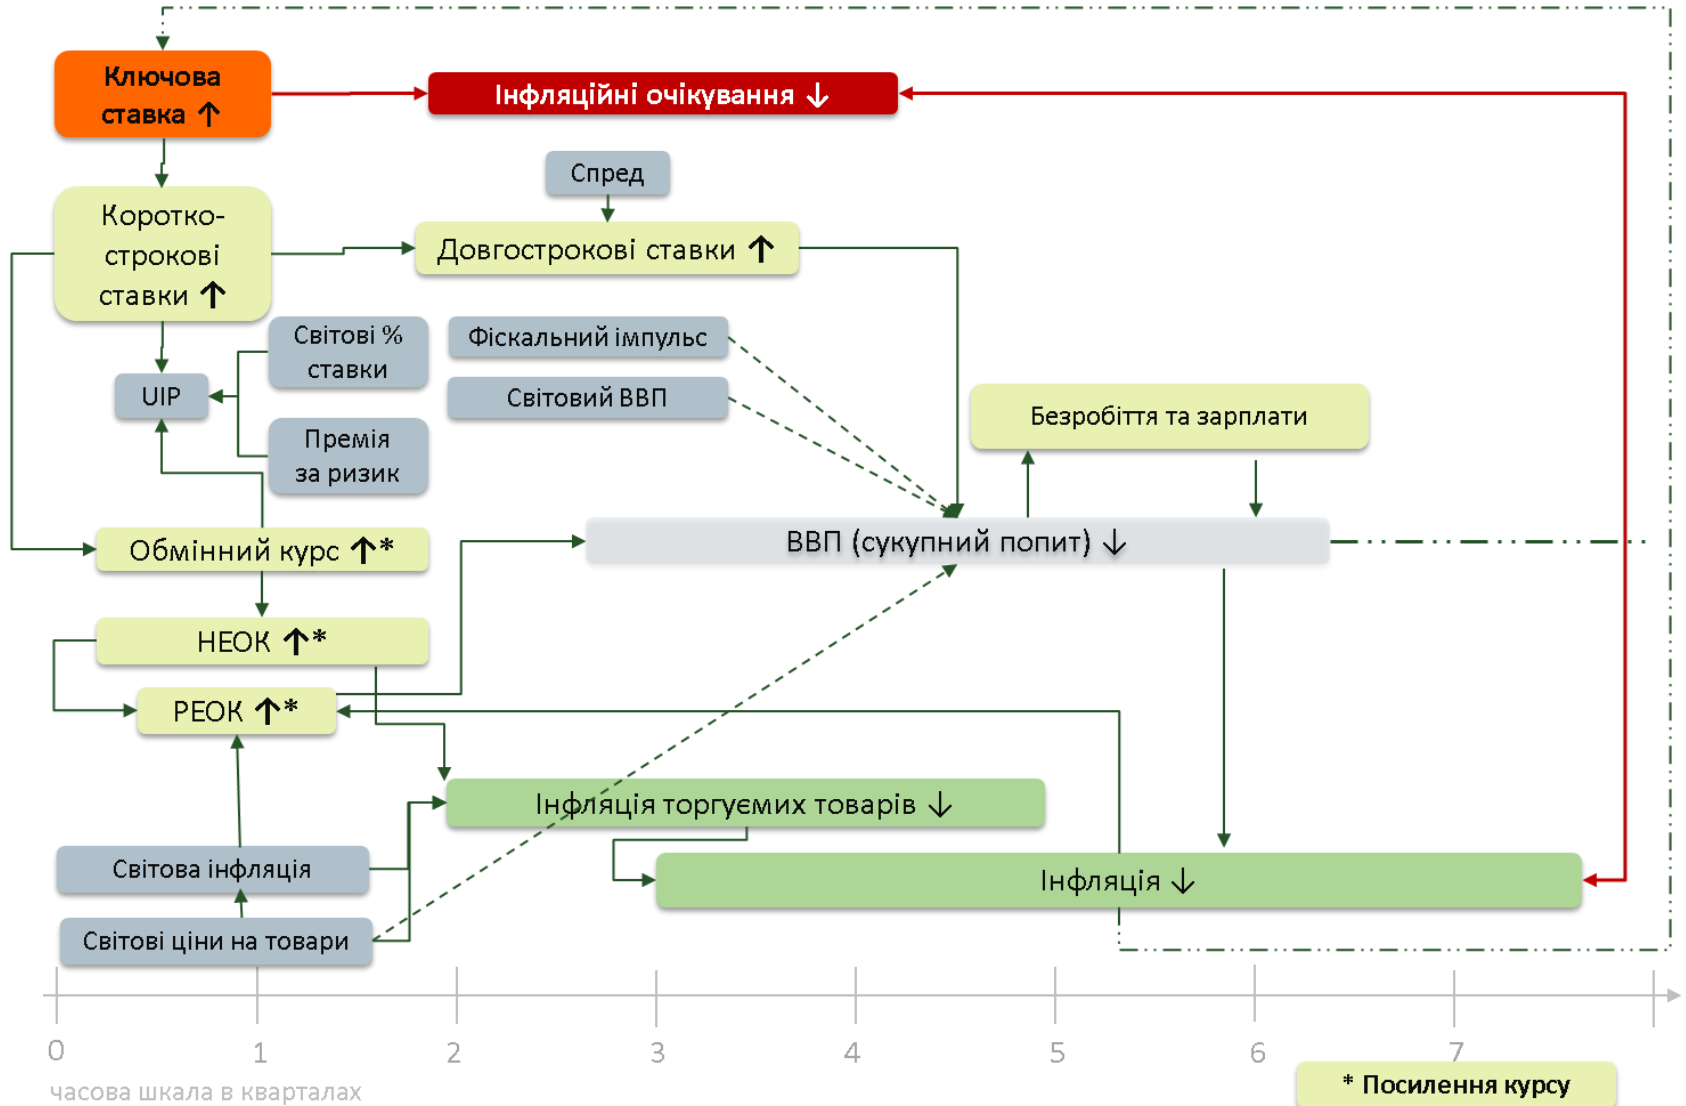 Ключова
ставка ↑
Інфляційні очікування ↓
Спред
Коротко-
строкові
ставки ↑
Довгострокові ставки ↑
Світові %
ставки
Фіскальний імпульс
UIP
Світовий ВВП
Безробіття та зарплати
Премія
за ризик
Обмінний курс ↑*
ВВП (сукупний попит) ↓
НЕОК ↑*
РЕОК ↑*
Інфляція торгуємих товарів ↓
Світова інфляція
Інфляція ↓
Світові ціни на товари
0 1 2 3 4 5 6 7
часова шкала в кварталах
* Посилення курсу